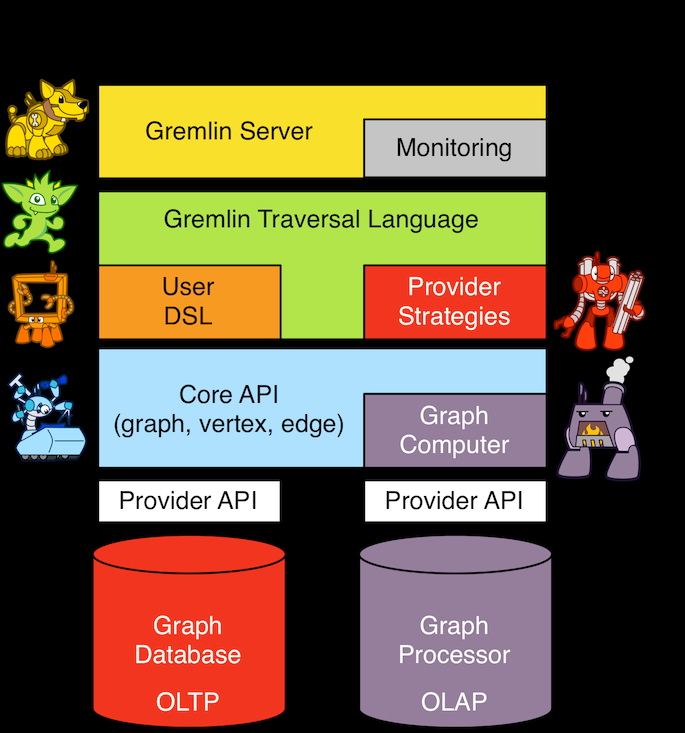 Gremlin Server
Monitoring
Gremlin Traversal Language
User
DSL
Provider
Strategies
Core API
(graph, vertex, edge)
Graph
Computer
Provider API
Provider API
Graph
Database
OLTP
Graph
Processor
OLAP